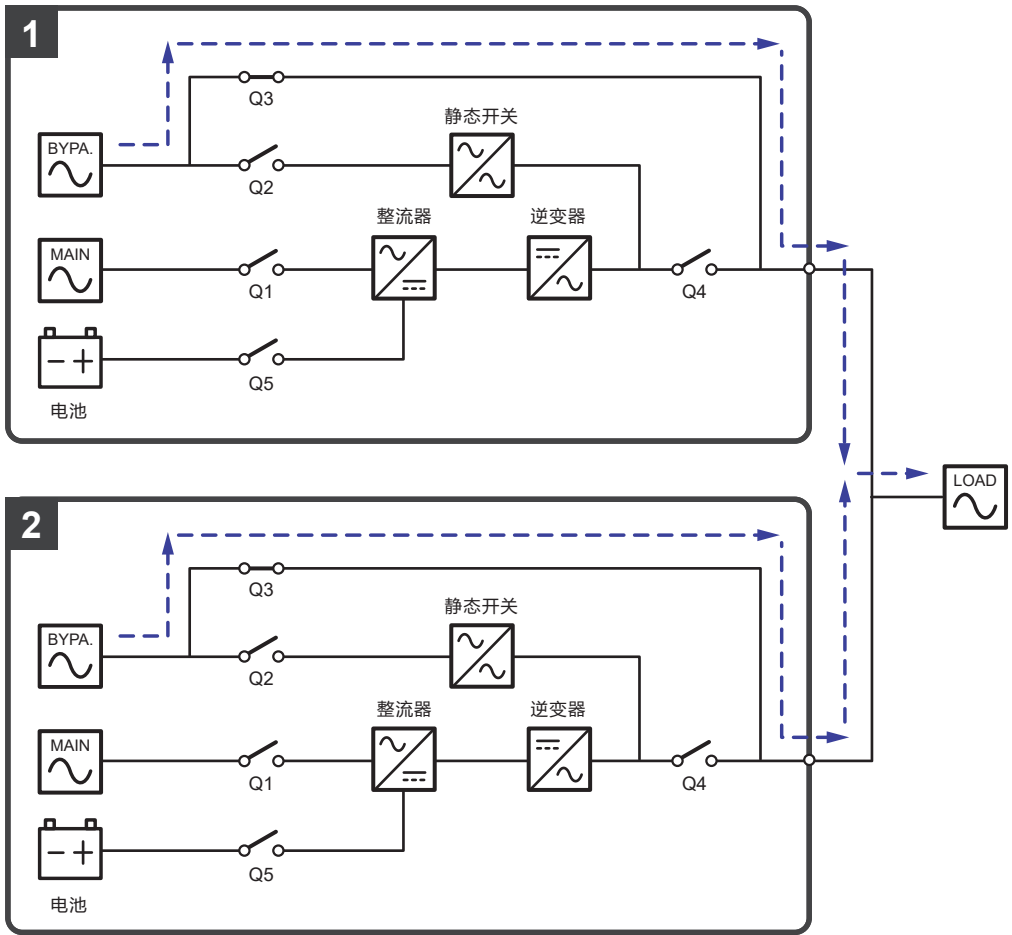 1
Q3
静态开关
BYPA.
Q2
整流器
逆变器
MAIN
Q1
Q4
Q5
电池
LOAD
2
Q3
静态开关
BYPA.
Q2
整流器
逆变器
MAIN
Q1
Q4
Q5
电池